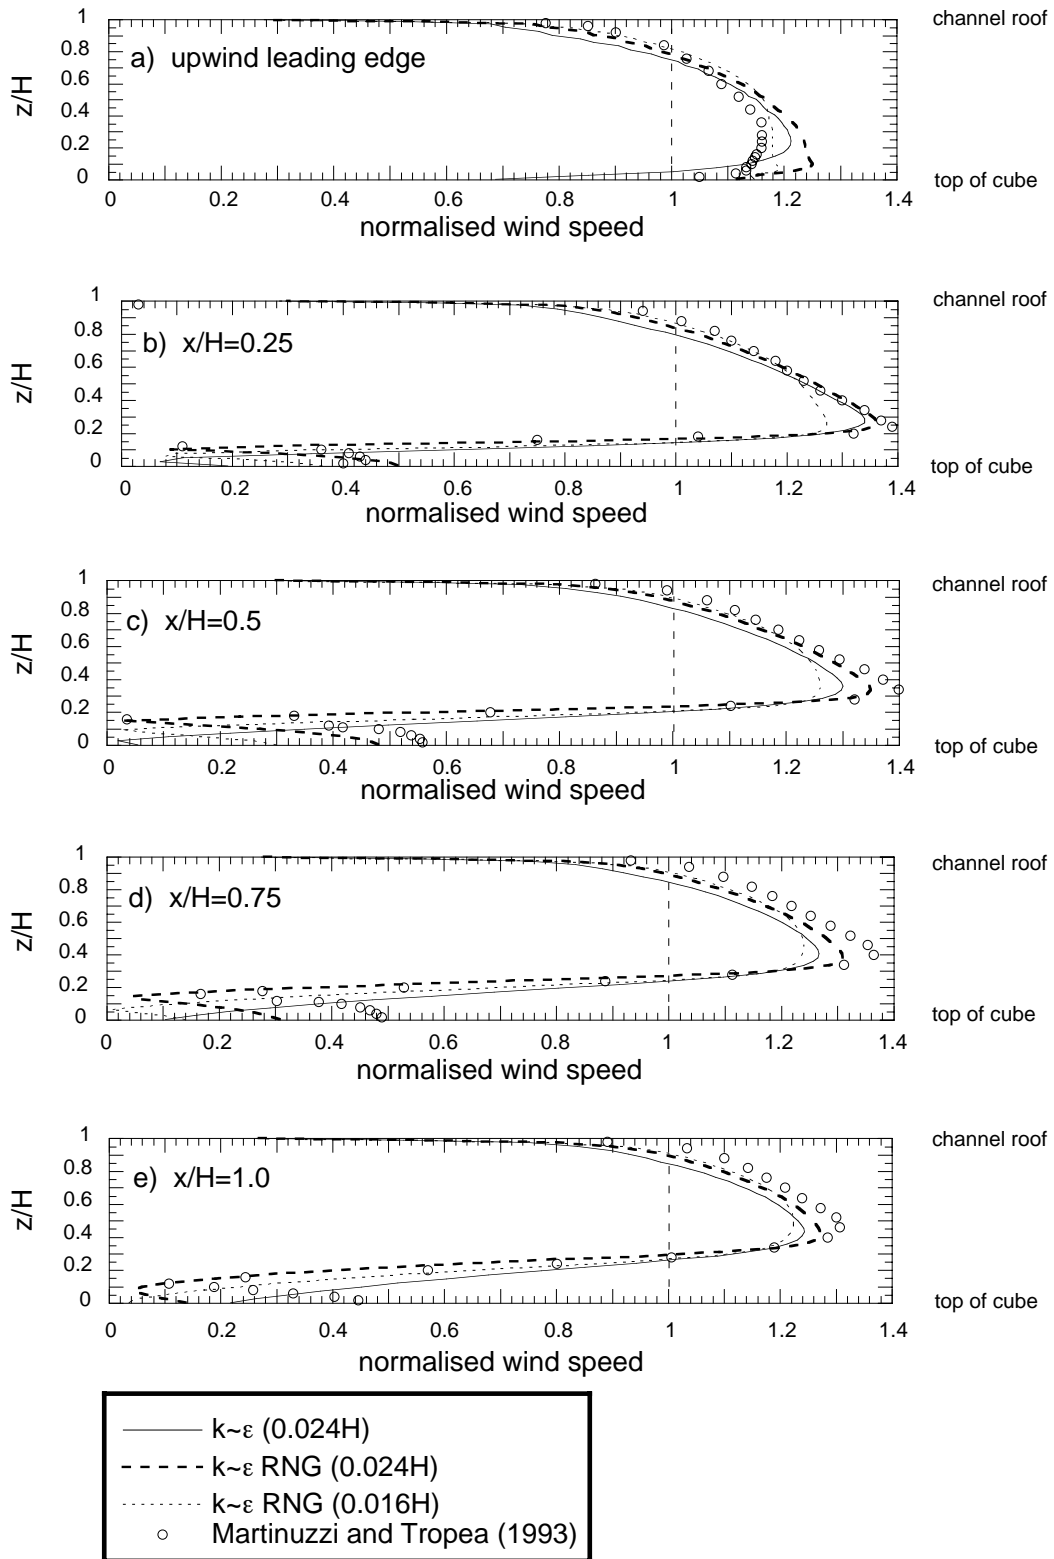 1
channel roof
0.8
a) upwind leading edge
0.6
z/H
0.4
0.2
0
top of cube
0 0.2 0.4 0.6 0.8 1 1.2 1.4
normalised wind speed
1
channel roof
0.8
b) x/H=0.25
0.6
z/H
0.4
0.2
0
top of cube
0 0.2 0.4 0.6 0.8 1 1.2 1.4
normalised wind speed
1
channel roof
0.8
c) x/H=0.5
0.6
z/H
0.4
0.2
0
top of cube
0 0.2 0.4 0.6 0.8 1 1.2 1.4
normalised wind speed
1
channel roof
0.8
d) x/H=0.75
0.6
z/H
0.4
0.2
0
top of cube
0 0.2 0.4 0.6 0.8 1 1.2 1.4
normalised wind speed
1
channel roof
0.8
e) x/H=1.0
0.6
z/H
0.4
0.2
0
top of cube
0 0.2 0.4 0.6 0.8 1 1.2 1.4
normalised wind speed
k~ε (0.024H)
k~ε RNG (0.024H)
k~ε RNG (0.016H)
Martinuzzi and Tropea (1993)